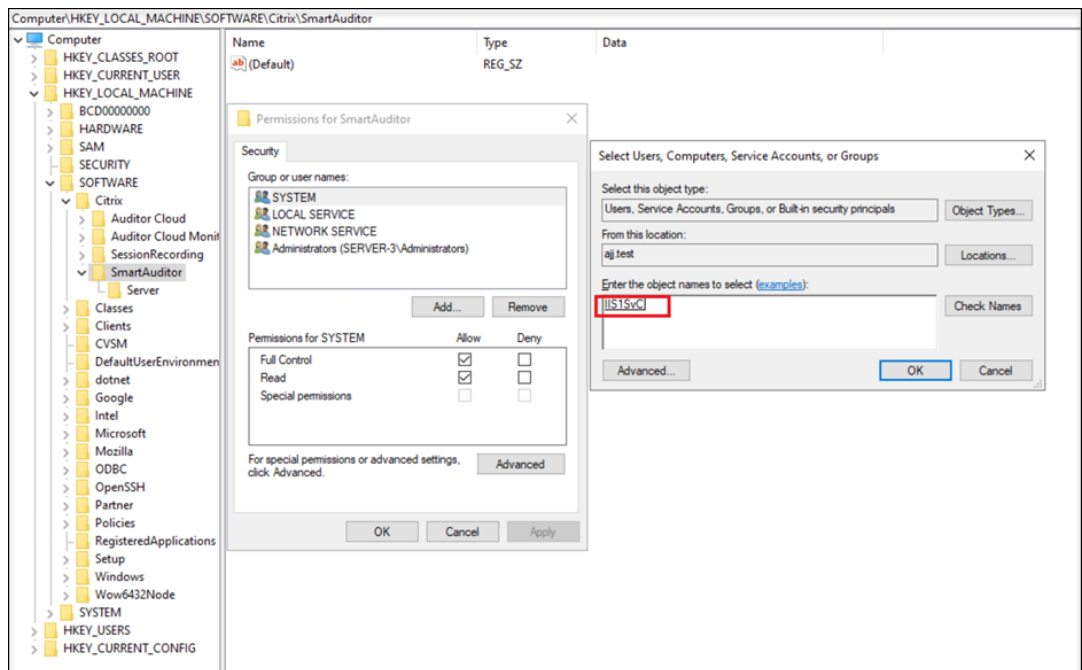 Computer\HKEY_LOCAL_MACHINE\SOFTWARE\Citrix\SmartAuditor
Computer
HKEY_CLASSES_ROOT
HKEY_CURRENT_USER
HKEY_LOCAL_MACHINE
BCD00000000
HARDWARE
SAM
SECURITY
SOFTWARE
Citrix
Auditor Cloud
Auditor Cloud Monit
SessionRecording
SmartAuditor
Server
Classes
Clients
CVSM
DefaultUserEnvironmen
dotnet
Google
Intel
Microsoft
Mozilla
ODBC
OpenSSH
Partner
Policies
RegisteredApplications
Setup
Windows
Wow6432Node
SYSTEM
HKEY_USERS
HKEY_CURRENT_CONFIG
Name Type Data
ab (Default) REG_SZ
Permissions for SmartAuditor
Security
Group or user names:
SYSTEM
LOCAL SERVICE
NETWORK SERVICE
Administrators (SERVER-3\Administrators)
Add... Remove
Permissions for SYSTEM Allow Deny
Full Control
Read
Special permissions
For special permissions or advanced settings,
click Advanced.
Advanced
OK Cancel Apply
Select Users, Computers, Service Accounts, or Groups
Select this object type:
Users, Service Accounts, Groups, or Built-in security principals Object Types...
From this location:
ajj.test Locations...
Enter the object names to select (examples):
IIS1SvC Check Names
Advanced... OK Cancel